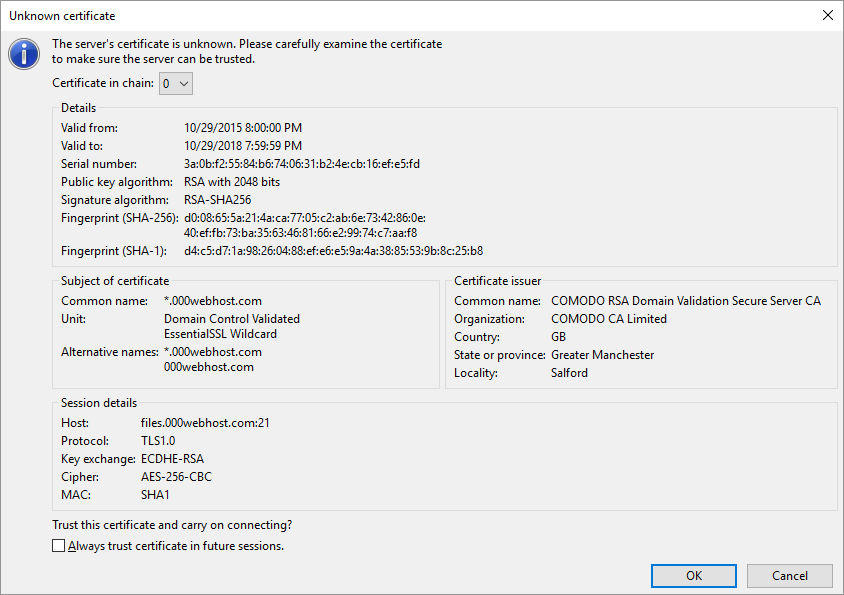 Unknown certificate
The server's certificate is unknown. Please carefully examine the certificate
to make sure the server can be trusted.
Certificate in chain: 0
Details
Valid from: 10/29/2015 8:00:00 PM
Valid to: 10/29/2018 7:59:59 PM
Serial number: 3a:0b:f2:55:84:b6:74:06:31:b2:4e:cb:16:ef:e5:fd
Public key algorithm: RSA with 2048 bits
Signature algorithm: RSA-SHA256
Fingerprint (SHA-256): d0:08:65:5a:21:4a:ca:77:05:c2:ab:6e:73:42:86:0e:
40:ef:fb:73:ba:35:63:46:81:66:e2:99:74:c7:aa:f8
Fingerprint (SHA-1): d4:c5:d7:1a:98:26:04:88:ef:e6:e5:9a:4a:38:85:53:9b:8c:25:b8
Subject of certificate
Common name: *.000webhost.com
Unit: Domain Control Validated
EssentialSSL Wildcard
Alternative names: *.000webhost.com
000webhost.com
Certificate issuer
Common name: COMODO RSA Domain Validation Secure Server CA
Organization: COMODO CA Limited
Country: GB
State or province: Greater Manchester
Locality: Salford
Session details
Host: files.000webhost.com:21
Protocol: TLS1.0
Key exchange: ECDHE-RSA
Cipher: AES-256-CBC
MAC: SHA1
Trust this certificate and carry on connecting?
Always trust certificate in future sessions.
OK Cancel